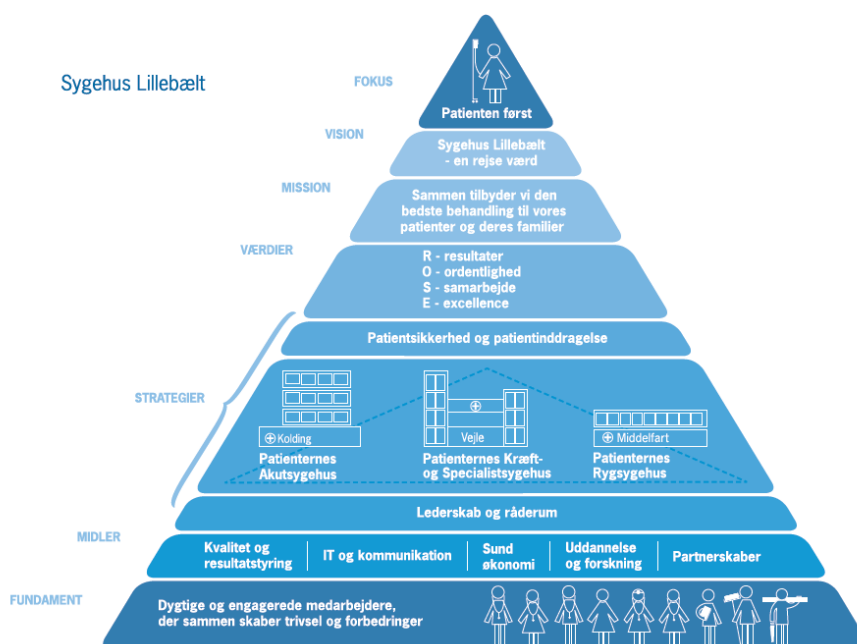 Sygehus Lillebælt
FOKUS
Patienten først
VISION
Sygehus Lillebælt
- en rejse værd
MISSION
Sammen tilbyder vi den
bedste behandling til vores
patienter og deres familier
VÆRDIER
R - resultater
O - ordentlighed
S - samarbejde
E - excellence
STRATEGIER
Patientsikkerhed og patientinddragelse
Kolding
Patienternes
Akutsygehus
Vejle
Patienternes Kræft-
og Specialistsygehus
Middelfart
Patienternes
Rygsygehus
Lederskab og råderum
MIDLER
Kvalitet og
resultatstyring
IT og kommunikation
Sund
økonomi
Uddannelse
og forskning
Partnerskaber
FUNDAMENT
Dygtige og engagerede medarbejdere,
der sammen skaber trivsel og forbedringer